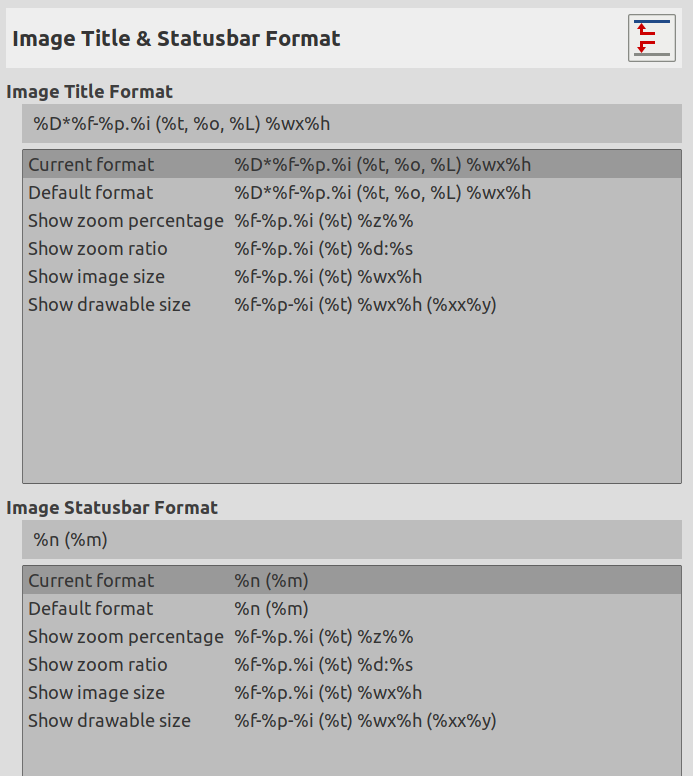 Image Title & Statusbar Format
Image Title Format
%D*%f-%p.%i (%t, %o, %L) %wx%h
Current format %D*%f-%p.%i (%t, %o, %L) %wx%h
Default format %D*%f-%p.%i (%t, %o, %L) %wx%h
Show zoom percentage %f-%p.%i (%t) %z%%
Show zoom ratio %f-%p.%i (%t) %d:%s
Show image size %f-%p.%i (%t) %wx%h
Show drawable size %f-%p-%i (%t) %wx%h (%xx%y)
Image Statusbar Format
%n (%m)
Current format %n (%m)
Default format %n (%m)
Show zoom percentage %f-%p.%i (%t) %z%%
Show zoom ratio %f-%p.%i (%t) %d:%s
Show image size %f-%p.%i (%t) %wx%h
Show drawable size %f-%p-%i (%t) %wx%h (%xx%y)